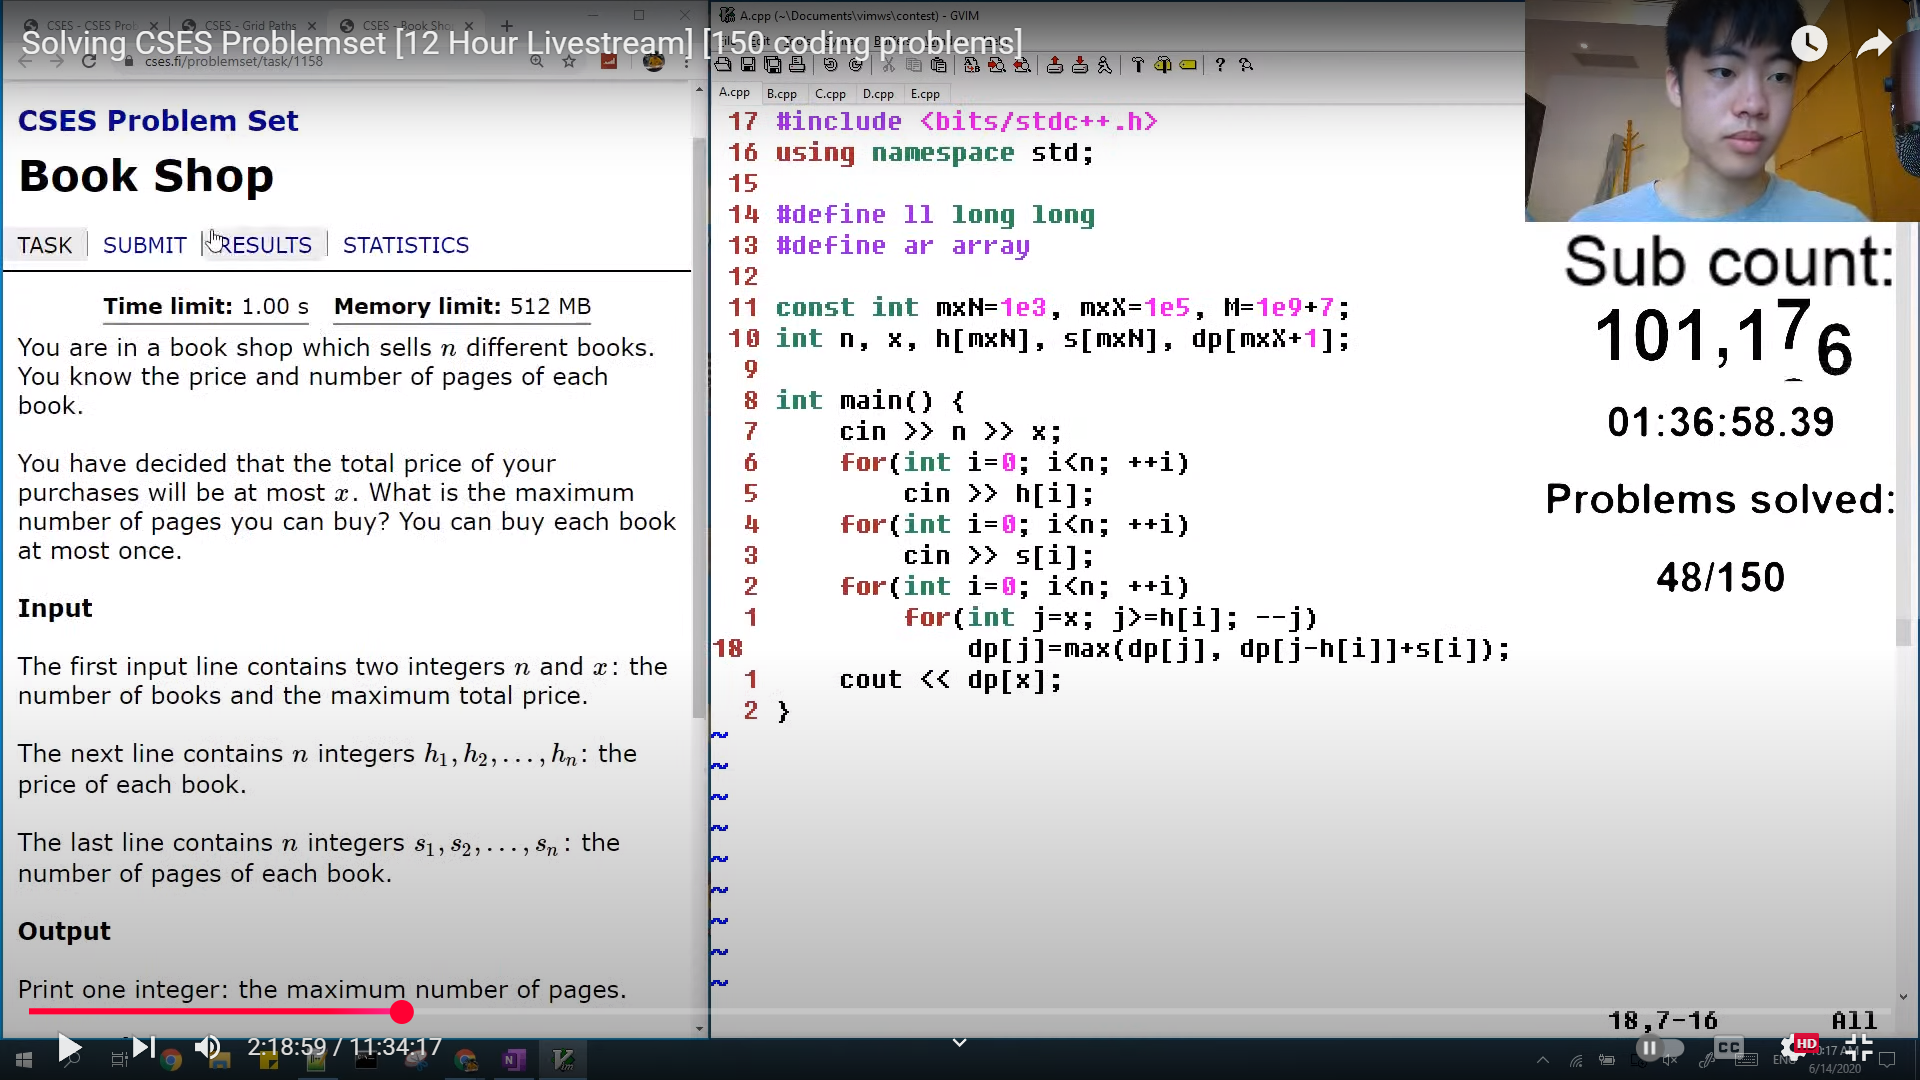 CSES - CSES Prob
CSES - Grid Paths
CSES - Book Sho
Solving CSES Problemset [12 Hour Livestream] [150 coding problems]
cses.fi/problemset/task/1158
CSES Problem Set
Book Shop
TASK
SUBMIT
RESULTS
STATISTICS
Time limit: 1.00 s Memory limit: 512 MB
You are in a book shop which sells n different books.
You know the price and number of pages of each
book.
You have decided that the total price of your
purchases will be at most x. What is the maximum
number of pages you can buy? You can buy each book
at most once.
Input
The first input line contains two integers n and x: the
number of books and the maximum total price.
The next line contains n integers h1, h2, . . . , hn: the
price of each book.
The last line contains n integers s1, s2, . . . , sn: the
number of pages of each book.
Output
Print one integer: the maximum number of pages.
2:18:59 / 11:34:17
A.cpp (~\Documents\vimws\contest) - GVIM
A.cpp B.cpp C.cpp D.cpp E.cpp
17 #include <bits/stdc++.h>
16 using namespace std;
15
14 #define ll long long
13 #define ar array
12
11 const int mxN=1e3, mxX=1e5, M=1e9+7;
10 int n, x, h[mxN], s[mxN], dp[mxX+1];
9
8 int main() {
7 cin >> n >> x;
6 for(int i=0; i<n; ++i)
5 cin >> h[i];
4 for(int i=0; i<n; ++i)
3 cin >> s[i];
2 for(int i=0; i<n; ++i)
1 for(int j=x; j>=h[i]; --j)
18 dp[j]=max(dp[j], dp[j-h[i]]+s[i]);
1 cout << dp[x];
2 }
~
~
~
~
~
~
~
~
~
18,7-16 All
Sub count:
101,176
01:36:58.39
Problems solved:
48/150
CC
HD
6/14/2020